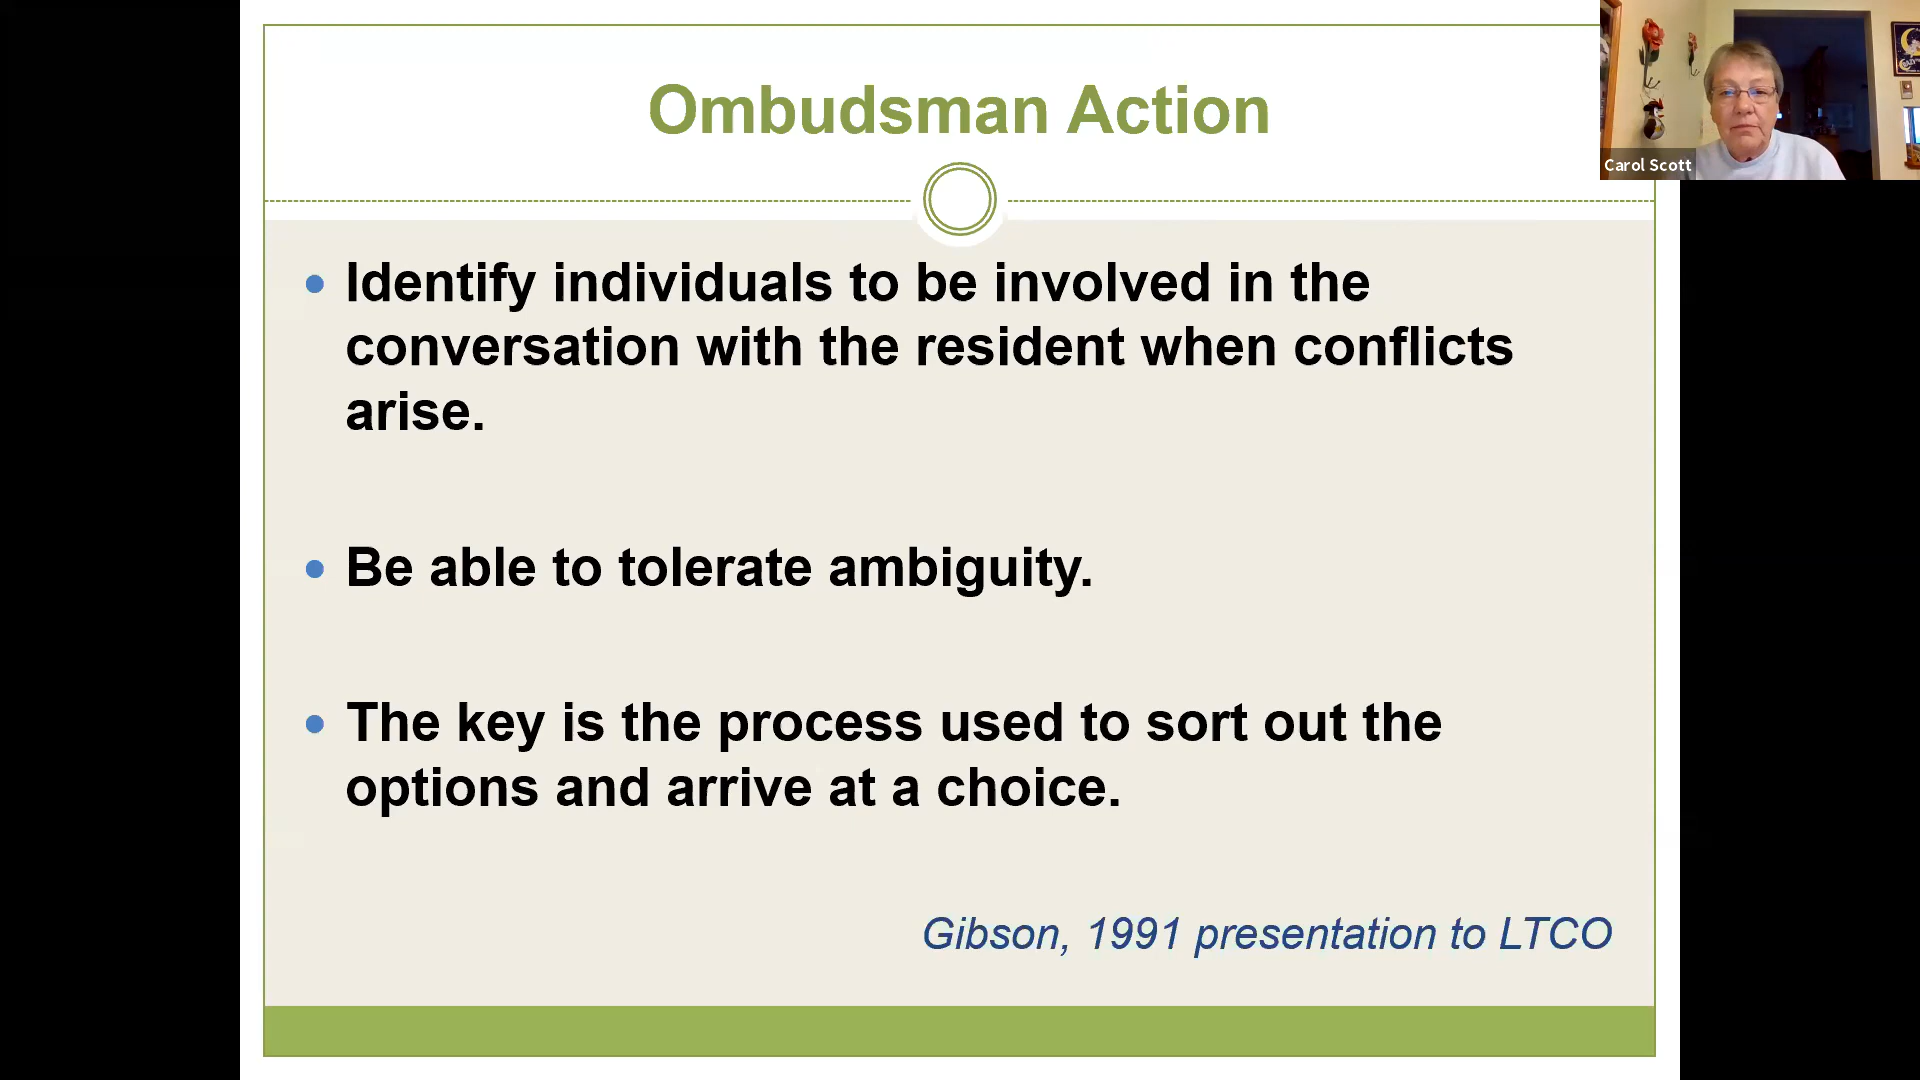 Ombudsman Action
Carol Scott
• Identify individuals to be involved in the
conversation with the resident when conflicts
arise.
• Be able to tolerate ambiguity.
• The key is the process used to sort out the
options and arrive at a choice.
Gibson, 1991 presentation to LTCO